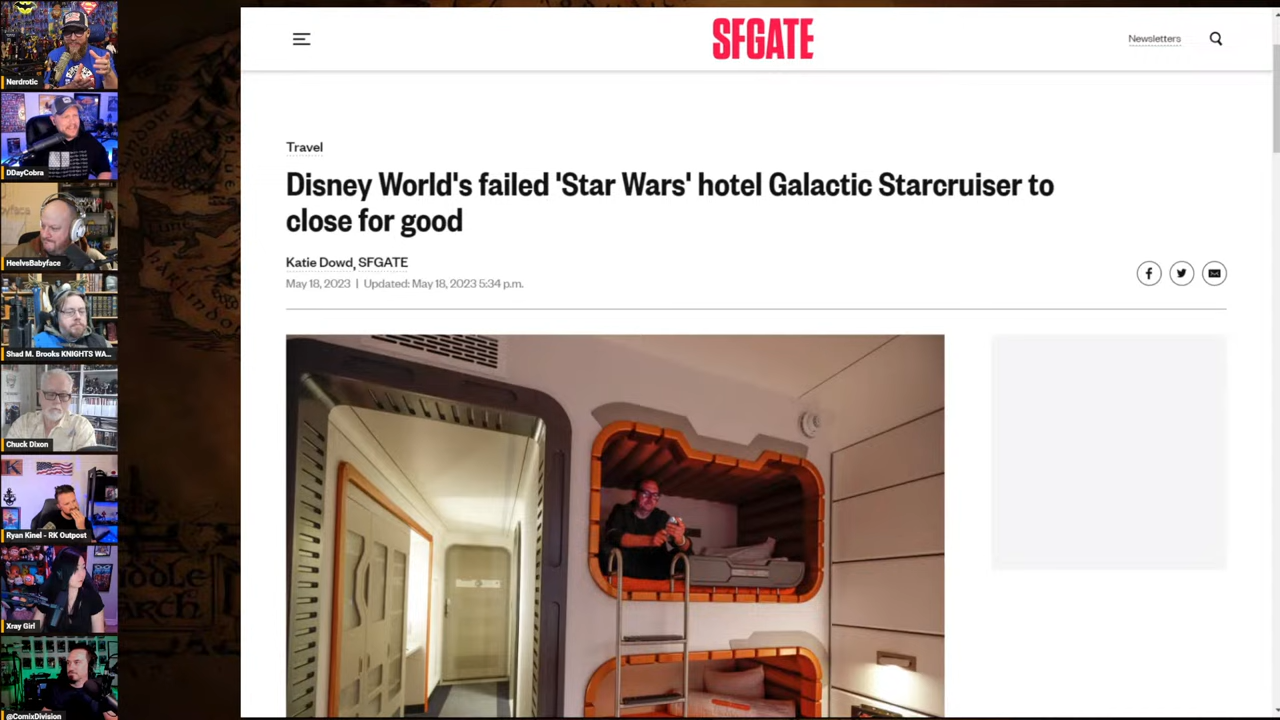 Nerdrotic
DDayCobra
HeelvsBabyface
Shad M. Brooks KNIGHTS WA...
Chuck Dixon
Ryan Kinel - RK Outpost
Xray Girl
@ComixDivision
SFGATE
Newsletters
Travel
Disney World's failed 'Star Wars' hotel Galactic Starcruiser to
close for good
Katie Dowd, SFGATE
May 18, 2023 | Updated: May 18, 2023 5:34 p.m.